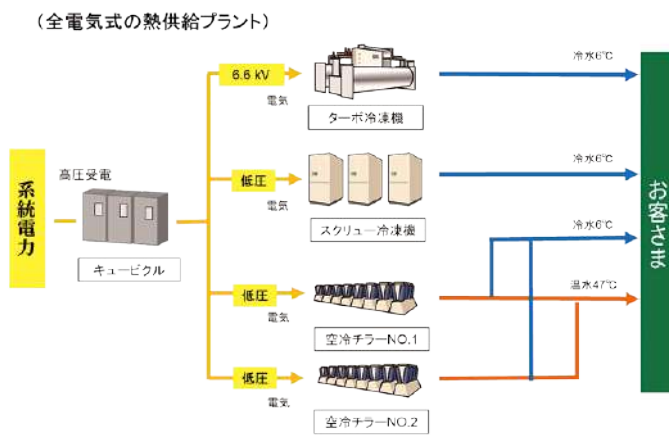 （全電気式の熱供給プラント）
6.6 kV
電気
ターボ冷凍機
冷水6℃
系統電力
高圧受電
キュービクル
低圧
電気
スクリュー冷凍機
冷水6℃
冷水6℃
温水47℃
お客さま
低圧
電気
空冷チラーNO.1
低圧
電気
空冷チラーNO.2